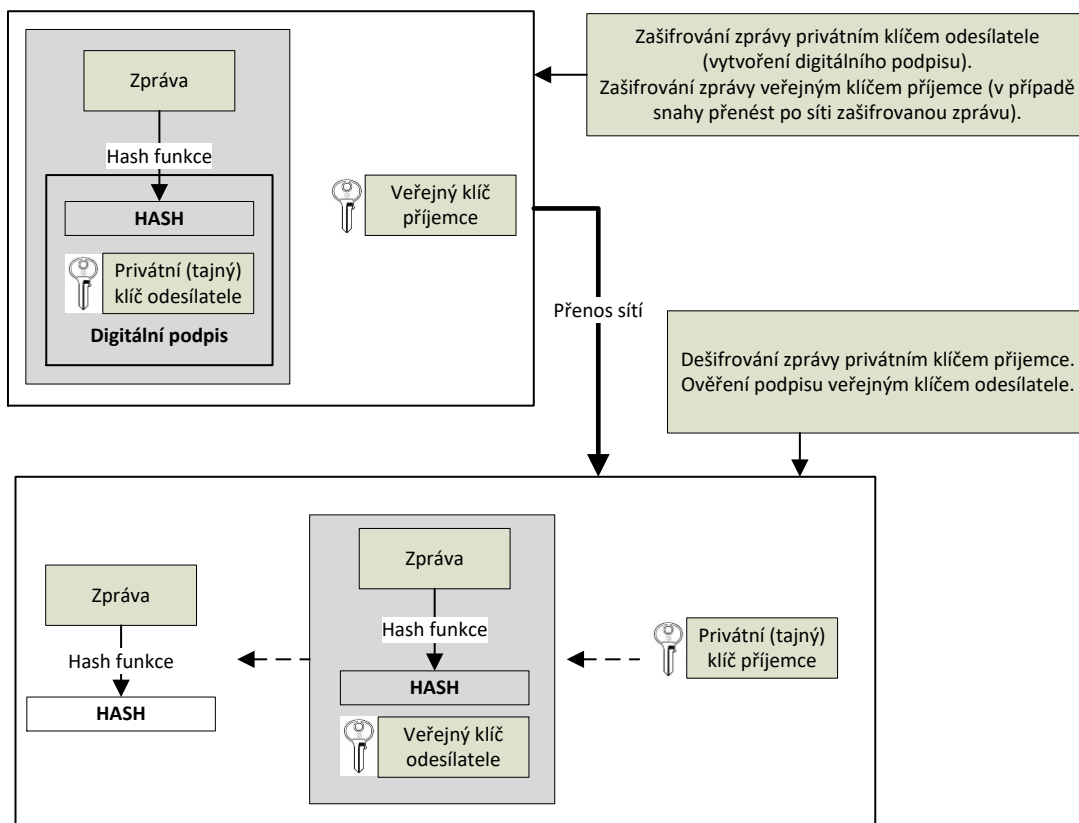 Zpráva
Hash funkce
HASH
Privátní (tajný)
klíč odesílatele
Digitální podpis
Veřejný klíč
příjemce
Zašifrování zprávy privátním klíčem odesílatele
(vytvoření digitálního podpisu).
Zašifrování zprávy veřejným klíčem příjemce (v případě
snahy přenést po síti zašifrovanou zprávu).
Přenos sítí
Dešifrování zprávy privátním klíčem přijemce.
Ověření podpisu veřejným klíčem odesílatele.
Zpráva
Hash funkce
HASH
Zpráva
Hash funkce
HASH
Veřejný klíč
odesílatele
Privátní (tajný)
klíč příjemce